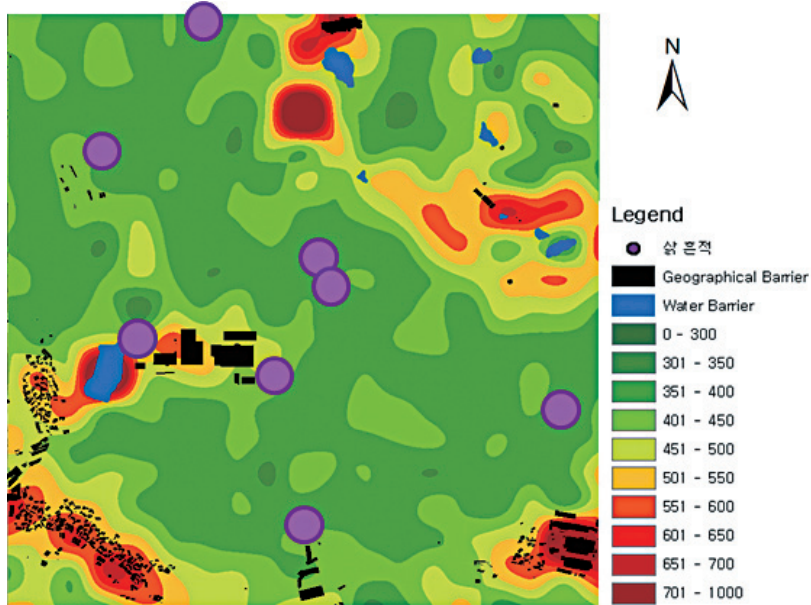 N
Legend
삵 흔적
Geographical Barrier
Water Barrier
0 - 300
301 - 350
351 - 400
401 - 450
451 - 500
501 - 550
551 - 600
601 - 650
651 - 700
701 - 1000